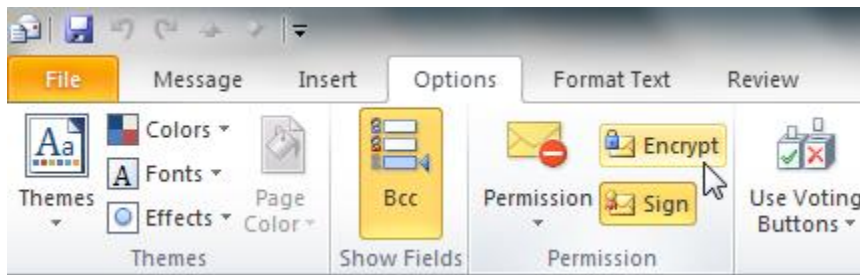 File Message Insert Options Format Text Review
Aa Colors
A Fonts
Effects
Themes
Page
Color
Bcc
Permission
Encrypt
Sign
Use Voting
Buttons
Themes Show Fields Permission